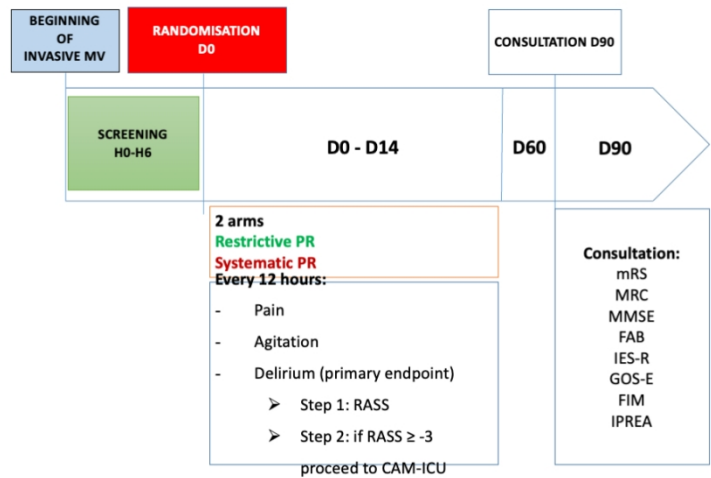 BEGINNING
OF
INVASIVE MV
RANDOMISATION
D0
CONSULTATION D90
SCREENING
H0-H6
D0 - D14
D60
D90
2 arms
Restrictive PR
Systematic PR
Every 12 hours:
- Pain
- Agitation
- Delirium (primary endpoint)
➢ Step 1: RASS
➢ Step 2: if RASS ≥ -3
proceed to CAM-ICU
Consultation:
mRS
MRC
MMSE
FAB
IES-R
GOS-E
FIM
IPREA